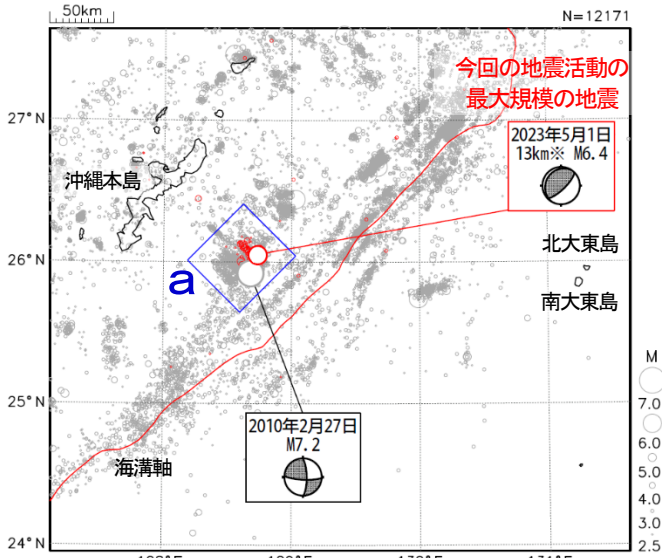 50km
N=12171
今回の地震活動の
最大規模の地震
27°N
2023年5月1日
13km※ M6.4
沖縄本島
北大東島
26°N
a
南大東島
M
7.0
25°N
2010年2月27日
M7.2
6.0
5.0
海溝軸
4.0
3.0
24°N
2.5